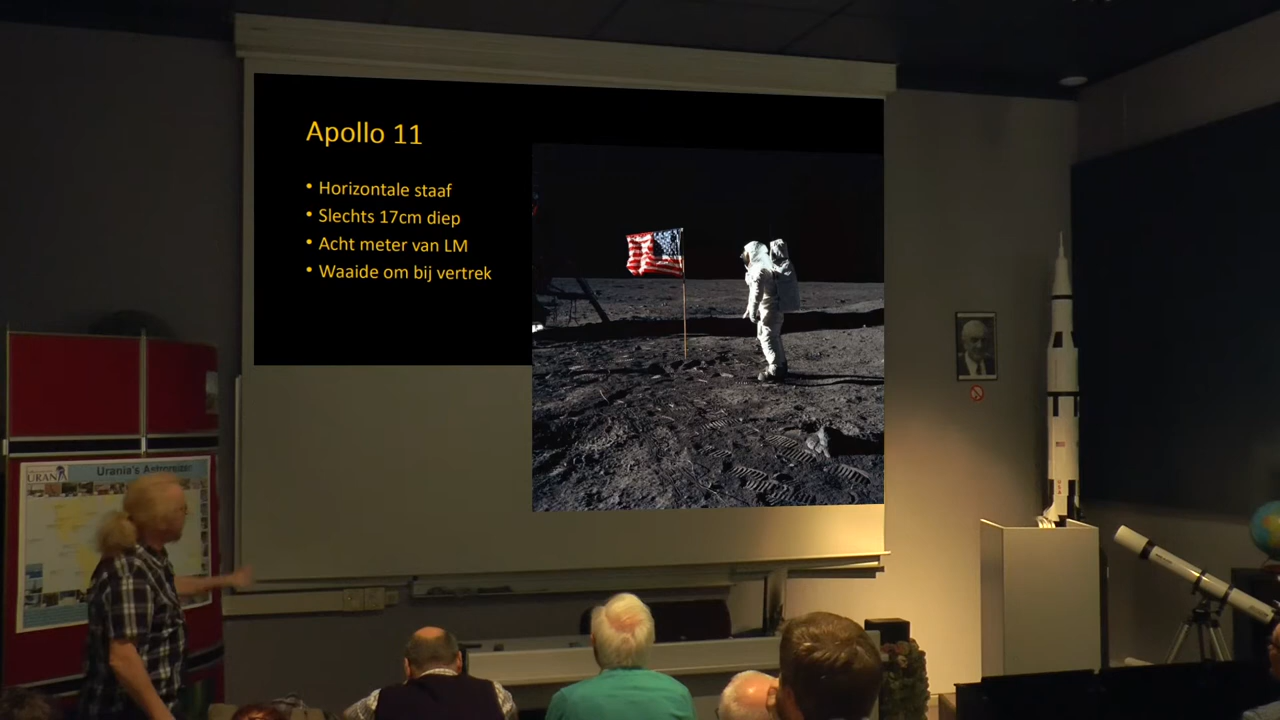 Apollo 11
• Horizontale staaf
• Slechts 17cm diep
• Acht meter van LM
• Waaide om bij vertrek
Urania's Astroreizen
URANIA